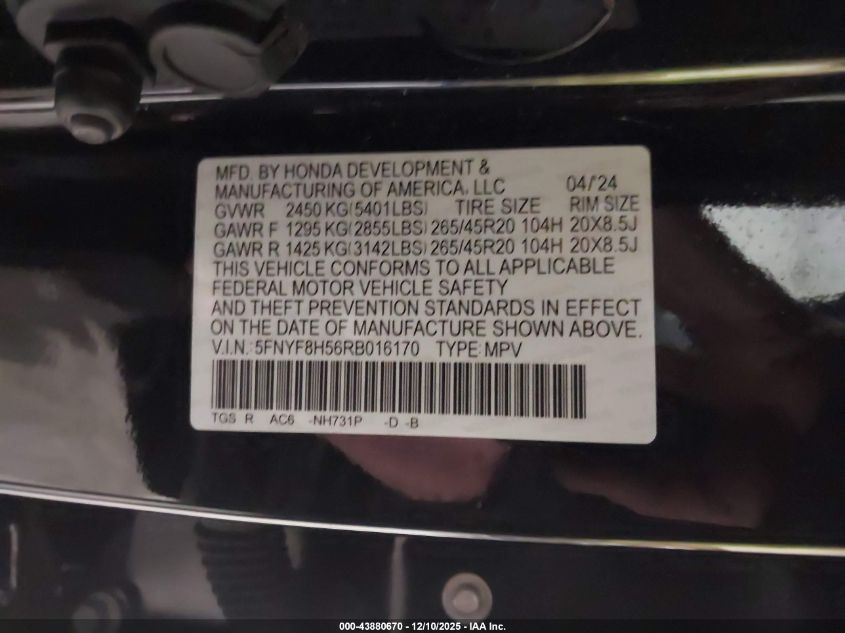 MFD. BY HONDA DEVELOPMENT &
MANUFACTURING OF AMERICA, LLC 04/'24
GVWR 2450 KG(5401LBS) TIRE SIZE RIM SIZE
GAWR F 1295 KG(2855LBS) 265/45R20 104H 20X8.5J
GAWR R 1425 KG(3142LBS) 265/45R20 104H 20X8.5J
THIS VEHICLE CONFORMS TO ALL APPLICABLE
FEDERAL MOTOR VEHICLE SAFETY
AND THEFT PREVENTION STANDARDS IN EFFECT
ON THE DATE OF MANUFACTURE SHOWN ABOVE.
V.I.N.: 5FNYF8H56RB016170 TYPE: MPV
TGS R AC6 -NH731P -D -B
000-43880670 - 12/10/2025 - IAA Inc.